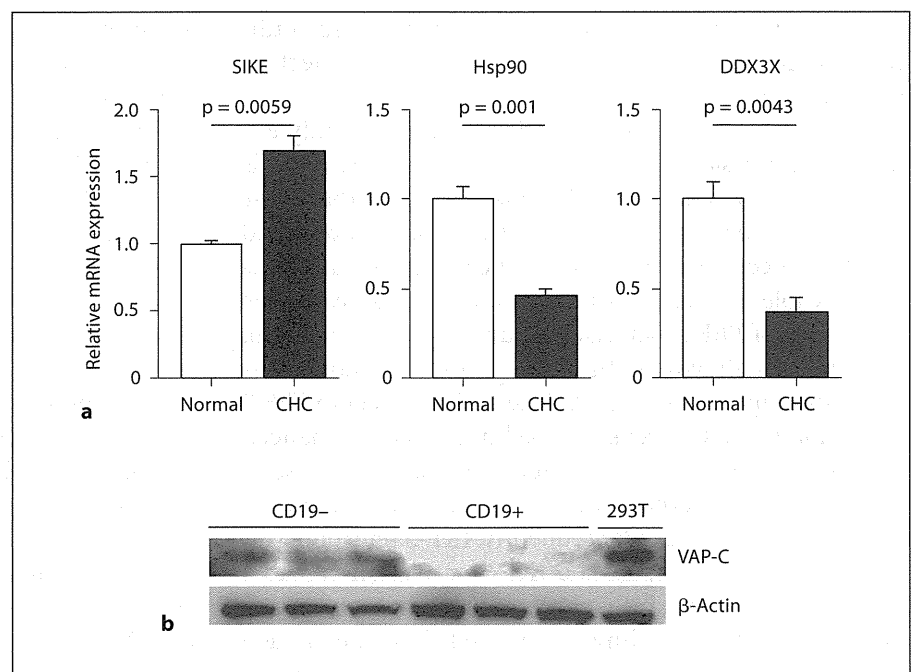 SIKE
Hsp90
DDX3X
p = 0.0059
p = 0.001
p = 0.0043
Relative mRNA expression
2.0
1.5
1.0
0.5
0
1.5
1.0
0.5
0
1.5
1.0
0.5
0
Normal CHC
Normal CHC
Normal CHC
a
CD19– CD19+ 293T
VAP-C
β-Actin
b